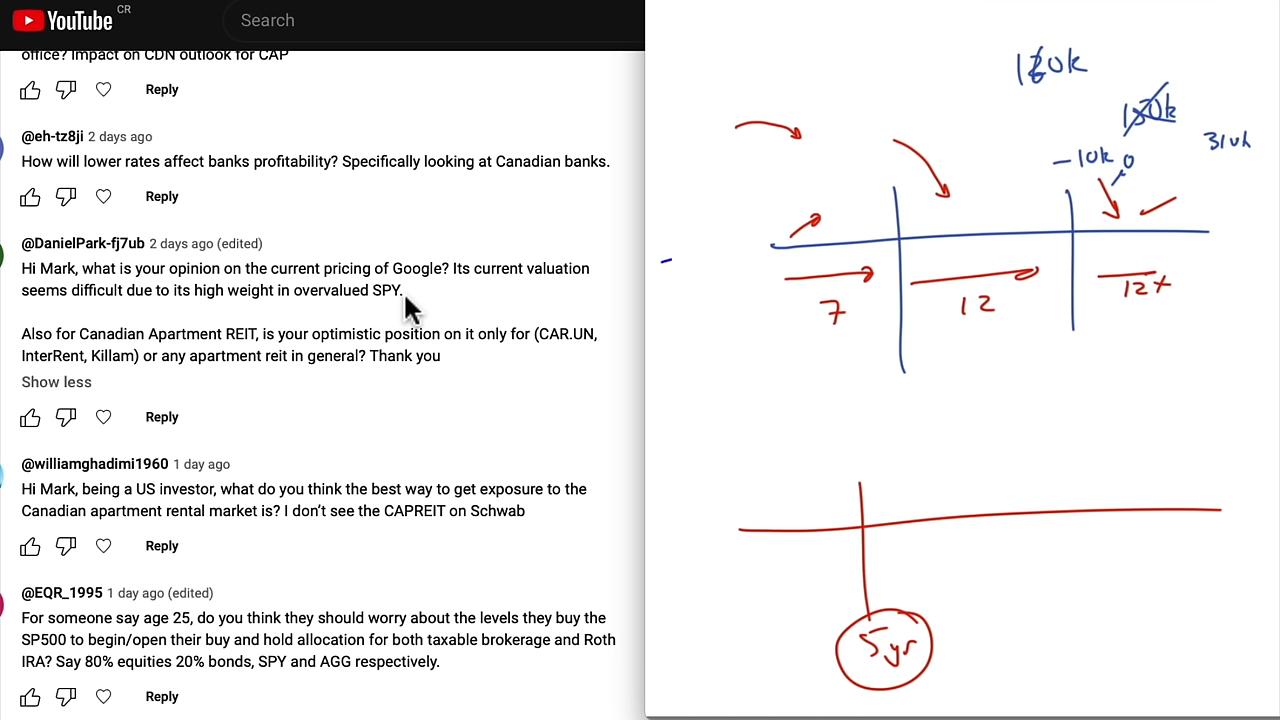 YouTube CR
Search
office? Impact on CDN outlook for CAP
Reply
@eh-tz8ji 2 days ago
How will lower rates affect banks profitability? Specifically looking at Canadian banks.
Reply
@DanielPark-fj7ub 2 days ago (edited)
Hi Mark, what is your opinion on the current pricing of Google? Its current valuation
seems difficult due to its high weight in overvalued SPY.
Also for Canadian Apartment REIT, is your optimistic position on it only for (CAR.UN,
InterRent, Killam) or any apartment reit in general? Thank you
Show less
Reply
@williamghadimi1960 1 day ago
Hi Mark, being a US investor, what do you think the best way to get exposure to the
Canadian apartment rental market is? I don’t see the CAPREIT on Schwab
Reply
@EQR_1995 1 day ago (edited)
For someone say age 25, do you think they should worry about the levels they buy the
SP500 to begin/open their buy and hold allocation for both taxable brokerage and Roth
IRA? Say 80% equities 20% bonds, SPY and AGG respectively.
Reply
-10k
7
12
12x
5yr